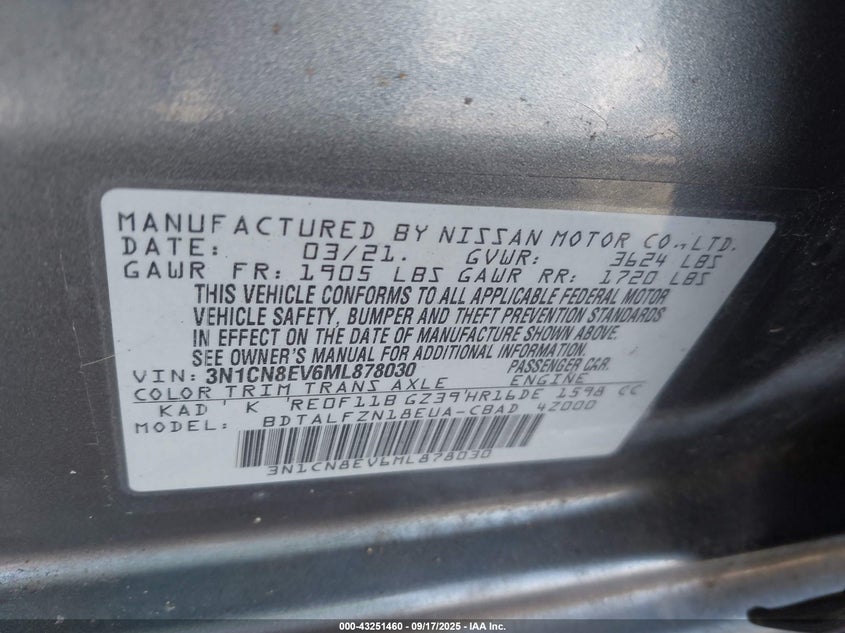 MANUFACTURED BY NISSAN MOTOR CO., LTD.
DATE: 03/21. GVWR: 3624 LBS
GAWR FR: 1905 LBS GAWR RR: 1720 LBS
THIS VEHICLE CONFORMS TO ALL APPLICABLE FEDERAL MOTOR
VEHICLE SAFETY, BUMPER AND THEFT PREVENTION STANDARDS
IN EFFECT ON THE DATE OF MANUFACTURE SHOWN ABOVE.
SEE OWNER'S MANUAL FOR ADDITIONAL INFORMATION.
VIN: 3N1CN8EV6ML878030 PASSENGER CAR.
COLOR TRIM TRANS AXLE ENGINE
KAD K RE0F11B GZ39 HR16DE 1598 CC
MODEL: BDTALFZN18EUA-CBAD 4Z000
3N1CN8EV6ML878030
000-43251460 - 09/17/2025 - IAA Inc.